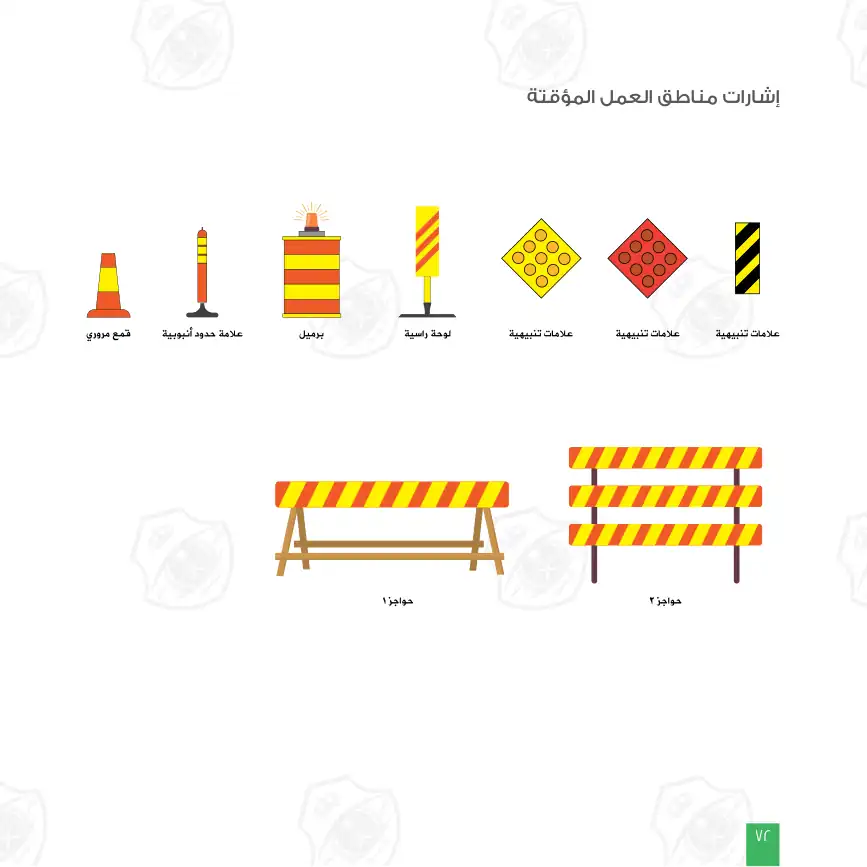 إشارات مناطق العمل المؤقتة
علامات تنبيهية
علامات تنبيهية
علامات تنبيهية
لوحة راسية
برميل
علامة حدود أنبوبية
قمع مروري
حواجز ٢
حواجز ١
٧٢